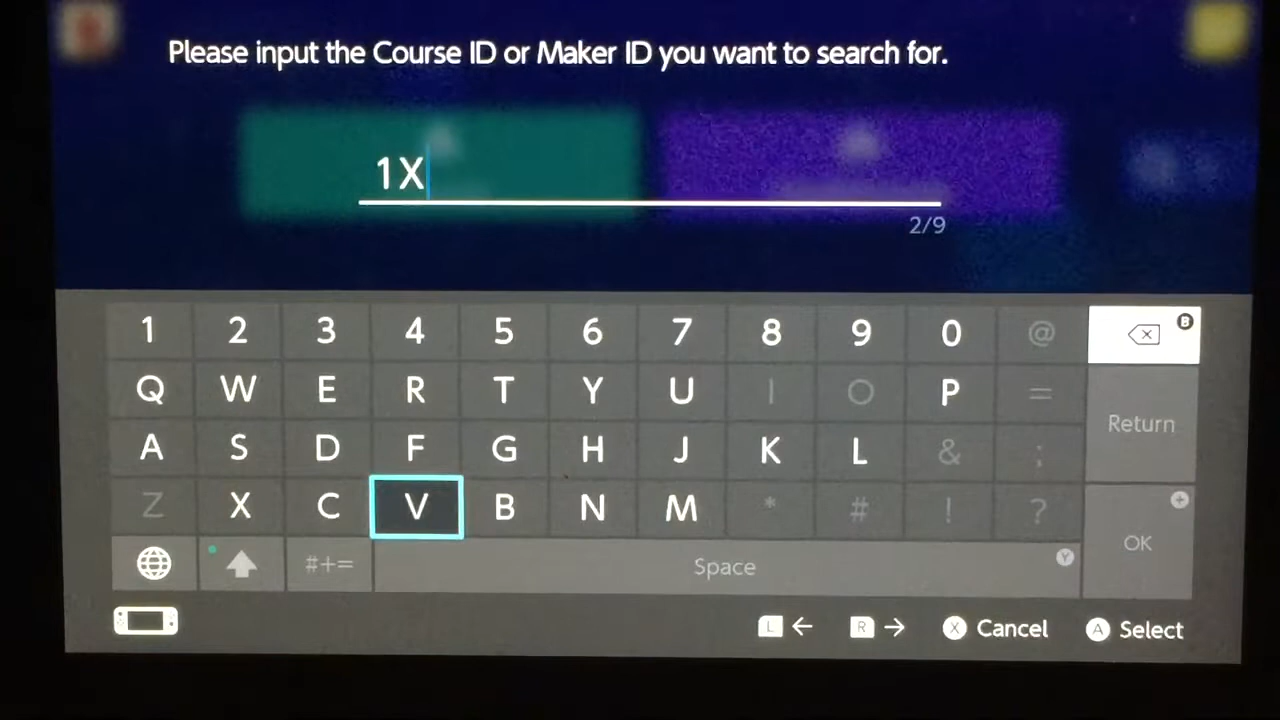 Please input the Course ID or Maker ID you want to search for.
1X
2/9
1 2 3 4 5 6 7 8 9 0 @ B
Q W E R T Y U I O P =
Return
A S D F G H J K L & ;
Z X C V B N M * # ! ?
+
OK
#+= Space Y
L ← R → X Cancel A Select